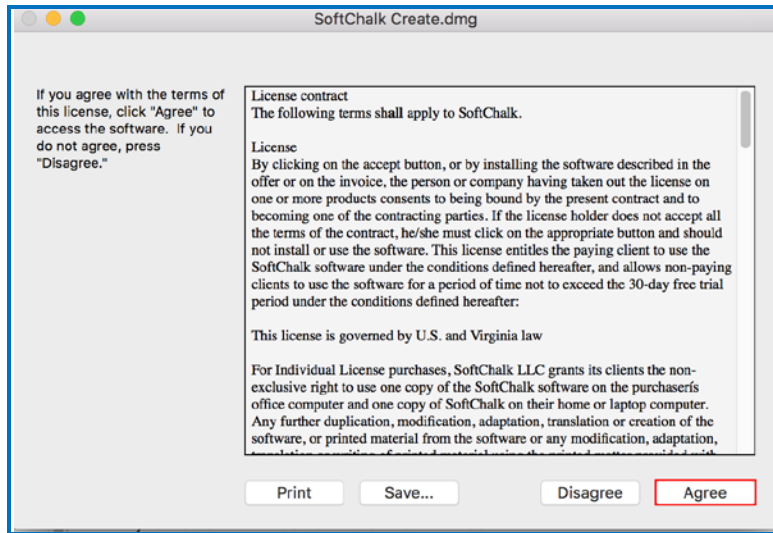 SoftChalk Create.dmg
If you agree with the terms of
this license, click "Agree" to
access the software.  If you
do not agree, press
"Disagree."
License contract
The following terms shall apply to SoftChalk.
License
By clicking on the accept button, or by installing the software described in the
offer or on the invoice, the person or company having taken out the license on
one or more products consents to being bound by the present contract and to
becoming one of the contracting parties. If the license holder does not accept all
the terms of the contract, he/she must click on the appropriate button and should
not install or use the software. This license entitles the paying client to use the
SoftChalk software under the conditions defined hereafter, and allows non-paying
clients to use the software for a period of time not to exceed the 30-day free trial
period under the conditions defined hereafter:
This license is governed by U.S. and Virginia law
For Individual License purchases, SoftChalk LLC grants its clients the non-
exclusive right to use one copy of the SoftChalk software on the purchaserís
office computer and one copy of SoftChalk on their home or laptop computer.
Any further duplication, modification, adaptation, translation or creation of the
software, or printed material from the software or any modification, adaptation,
Print
Save...
Disagree
Agree